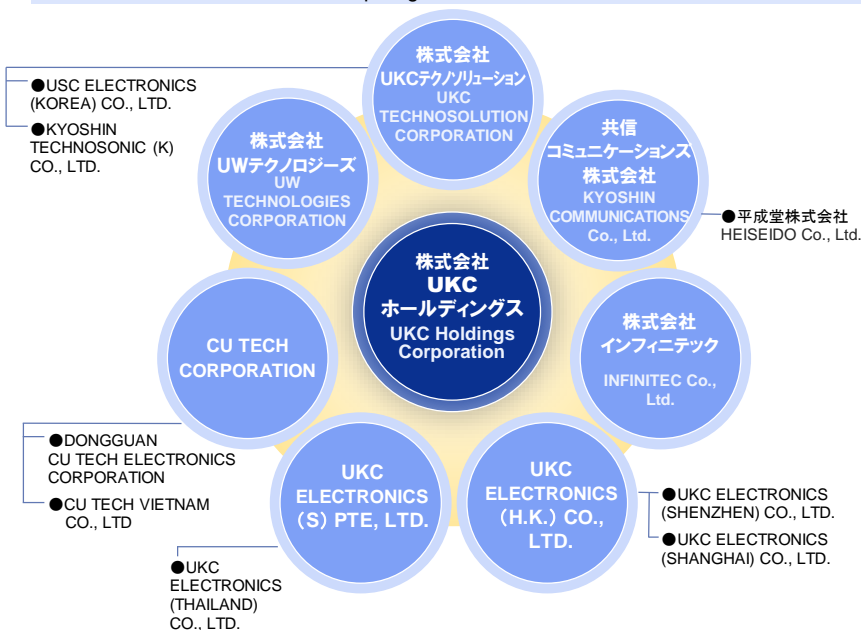 株式会社
UKCテクノソリューション
UKC
TECHNOSOLUTION
CORPORATION
●USC ELECTRONICS
(KOREA) CO., LTD.
●KYOSHIN
TECHNOSONIC (K)
CO., LTD.
株式会社
UWテクノロジーズ
UW
TECHNOLOGIES
CORPORATION
共信
コミュニケーションズ
株式会社
KYOSHIN
COMMUNICATIONS
Co., Ltd.
●平成堂株式会社
HEISEIDO Co., Ltd.
株式会社
UKC
ホールディングス
UKC Holdings
Corporation
CU TECH
CORPORATION
株式会社
インフィニテック
INFINITEC Co.,
Ltd.
●DONGGUAN
CU TECH ELECTRONICS
CORPORATION
●CU TECH VIETNAM
CO., LTD
UKC
ELECTRONICS
（S）PTE, LTD.
UKC
ELECTRONICS
（H.K.）CO.,
LTD.
●UKC ELECTRONICS
(SHENZHEN) CO., LTD.
●UKC ELECTRONICS
(SHANGHAI) CO., LTD.
●UKC
ELECTRONICS
(THAILAND)
CO., LTD.